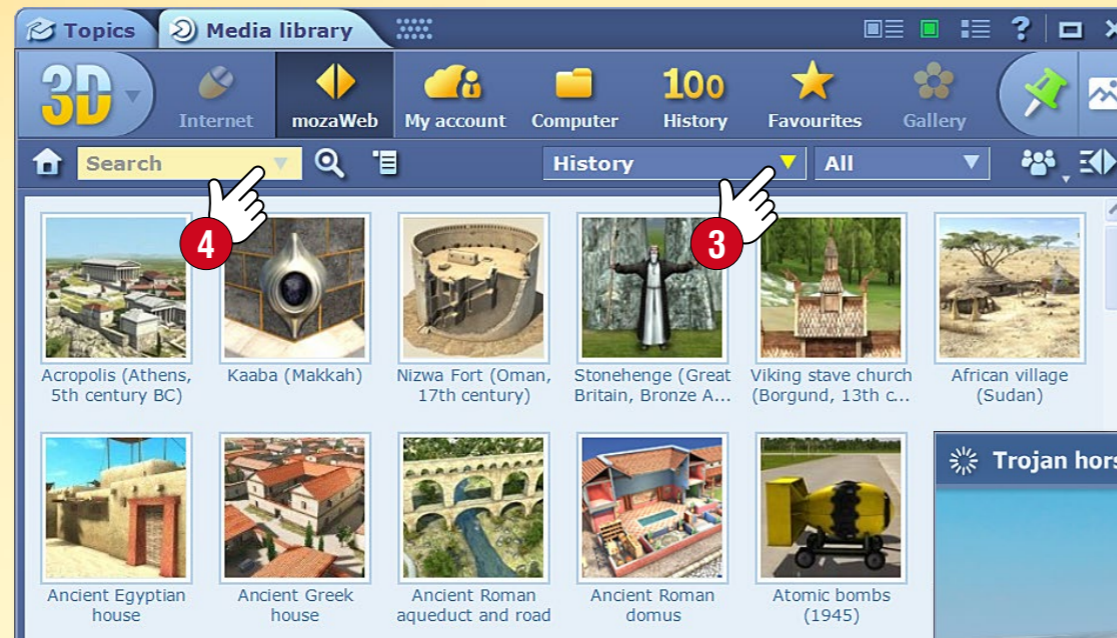 Topics
Media library
?
3D
Internet
mozaWeb
My account
Computer
100
History
Favourites
Gallery
Search
History
All
4
3
Acropolis (Athens,
5th century BC)
Kaaba (Makkah)
Nizwa Fort (Oman,
17th century)
Stonehenge (Great
Britain, Bronze A...
Viking stave church
(Borgund, 13th c...
African village
(Sudan)
Trojan hors
Ancient Egyptian
house
Ancient Greek
house
Ancient Roman
aqueduct and road
Ancient Roman
domus
Atomic bombs
(1945)